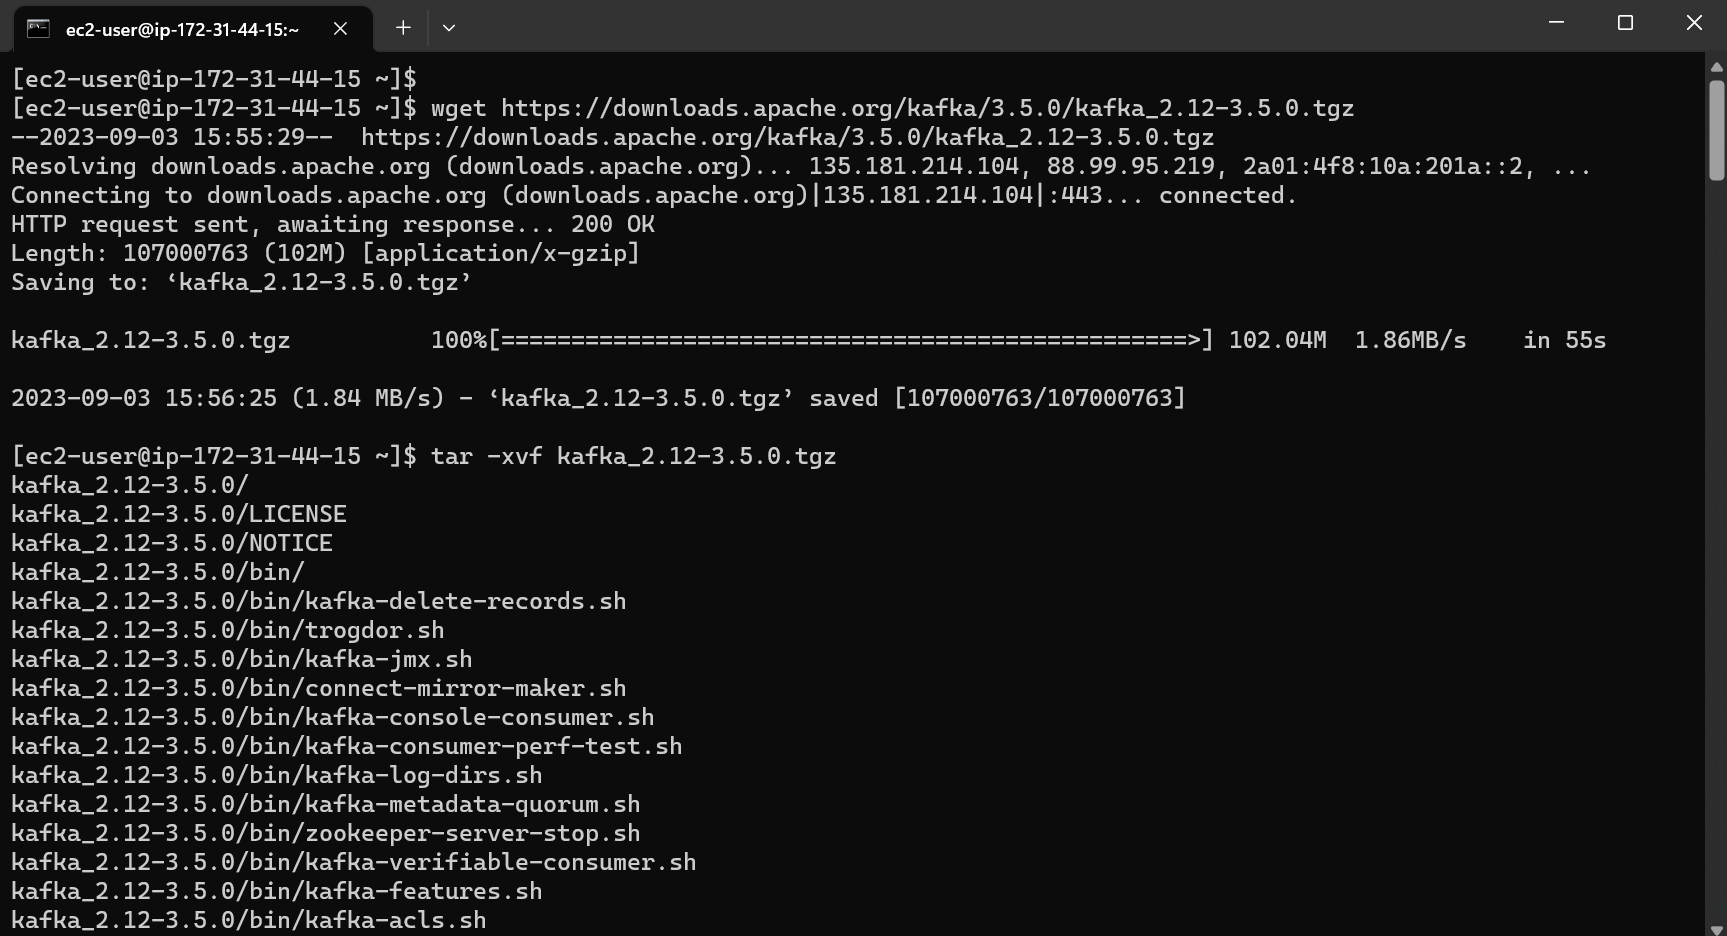 ec2-user@ip-172-31-44-15:~
[ec2-user@ip-172-31-44-15 ~]$
[ec2-user@ip-172-31-44-15 ~]$ wget https://downloads.apache.org/kafka/3.5.0/kafka_2.12-3.5.0.tgz
--2023-09-03 15:55:29--  https://downloads.apache.org/kafka/3.5.0/kafka_2.12-3.5.0.tgz
Resolving downloads.apache.org (downloads.apache.org)... 135.181.214.104, 88.99.95.219, 2a01:4f8:10a:201a::2, ...
Connecting to downloads.apache.org (downloads.apache.org)|135.181.214.104|:443... connected.
HTTP request sent, awaiting response... 200 OK
Length: 107000763 (102M) [application/x-gzip]
Saving to: ‘kafka_2.12-3.5.0.tgz’
kafka_2.12-3.5.0.tgz          100%[=================================================>] 102.04M  1.86MB/s    in 55s
2023-09-03 15:56:25 (1.84 MB/s) - ‘kafka_2.12-3.5.0.tgz’ saved [107000763/107000763]
[ec2-user@ip-172-31-44-15 ~]$ tar -xvf kafka_2.12-3.5.0.tgz
kafka_2.12-3.5.0/
kafka_2.12-3.5.0/LICENSE
kafka_2.12-3.5.0/NOTICE
kafka_2.12-3.5.0/bin/
kafka_2.12-3.5.0/bin/kafka-delete-records.sh
kafka_2.12-3.5.0/bin/trogdor.sh
kafka_2.12-3.5.0/bin/kafka-jmx.sh
kafka_2.12-3.5.0/bin/connect-mirror-maker.sh
kafka_2.12-3.5.0/bin/kafka-console-consumer.sh
kafka_2.12-3.5.0/bin/kafka-consumer-perf-test.sh
kafka_2.12-3.5.0/bin/kafka-log-dirs.sh
kafka_2.12-3.5.0/bin/kafka-metadata-quorum.sh
kafka_2.12-3.5.0/bin/zookeeper-server-stop.sh
kafka_2.12-3.5.0/bin/kafka-verifiable-consumer.sh
kafka_2.12-3.5.0/bin/kafka-features.sh
kafka_2.12-3.5.0/bin/kafka-acls.sh